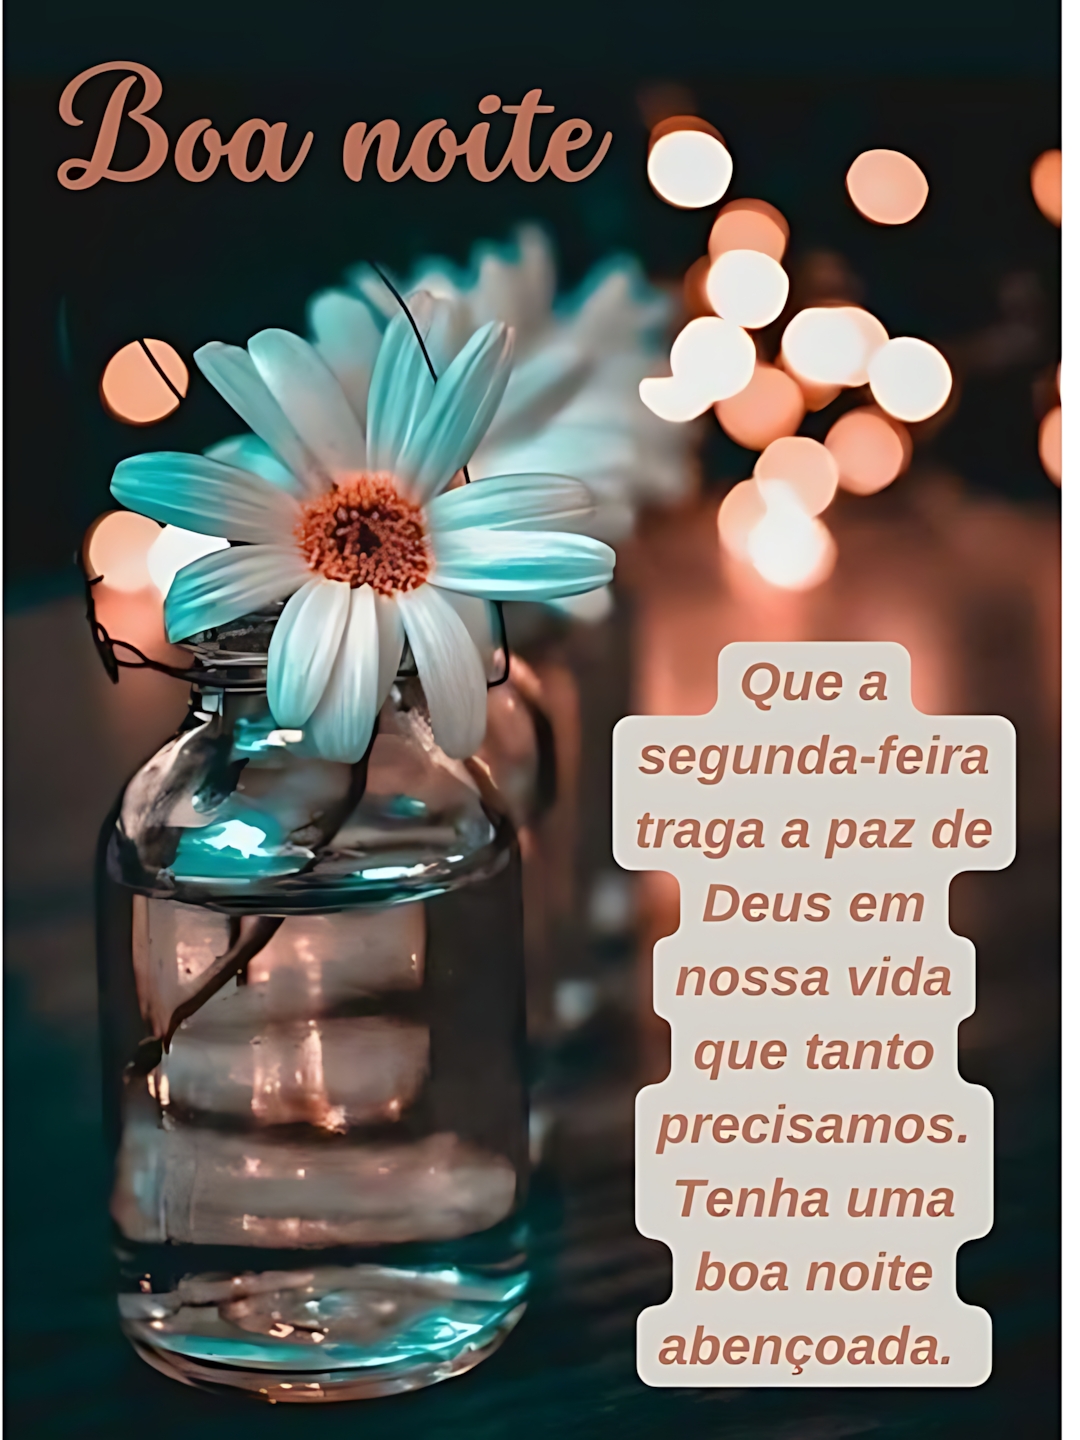 Boa noite
Que a
segunda-feira
traga a paz de
Deus em
nossa vida
que tanto
precisamos.
Tenha uma
boa noite
abençoada.